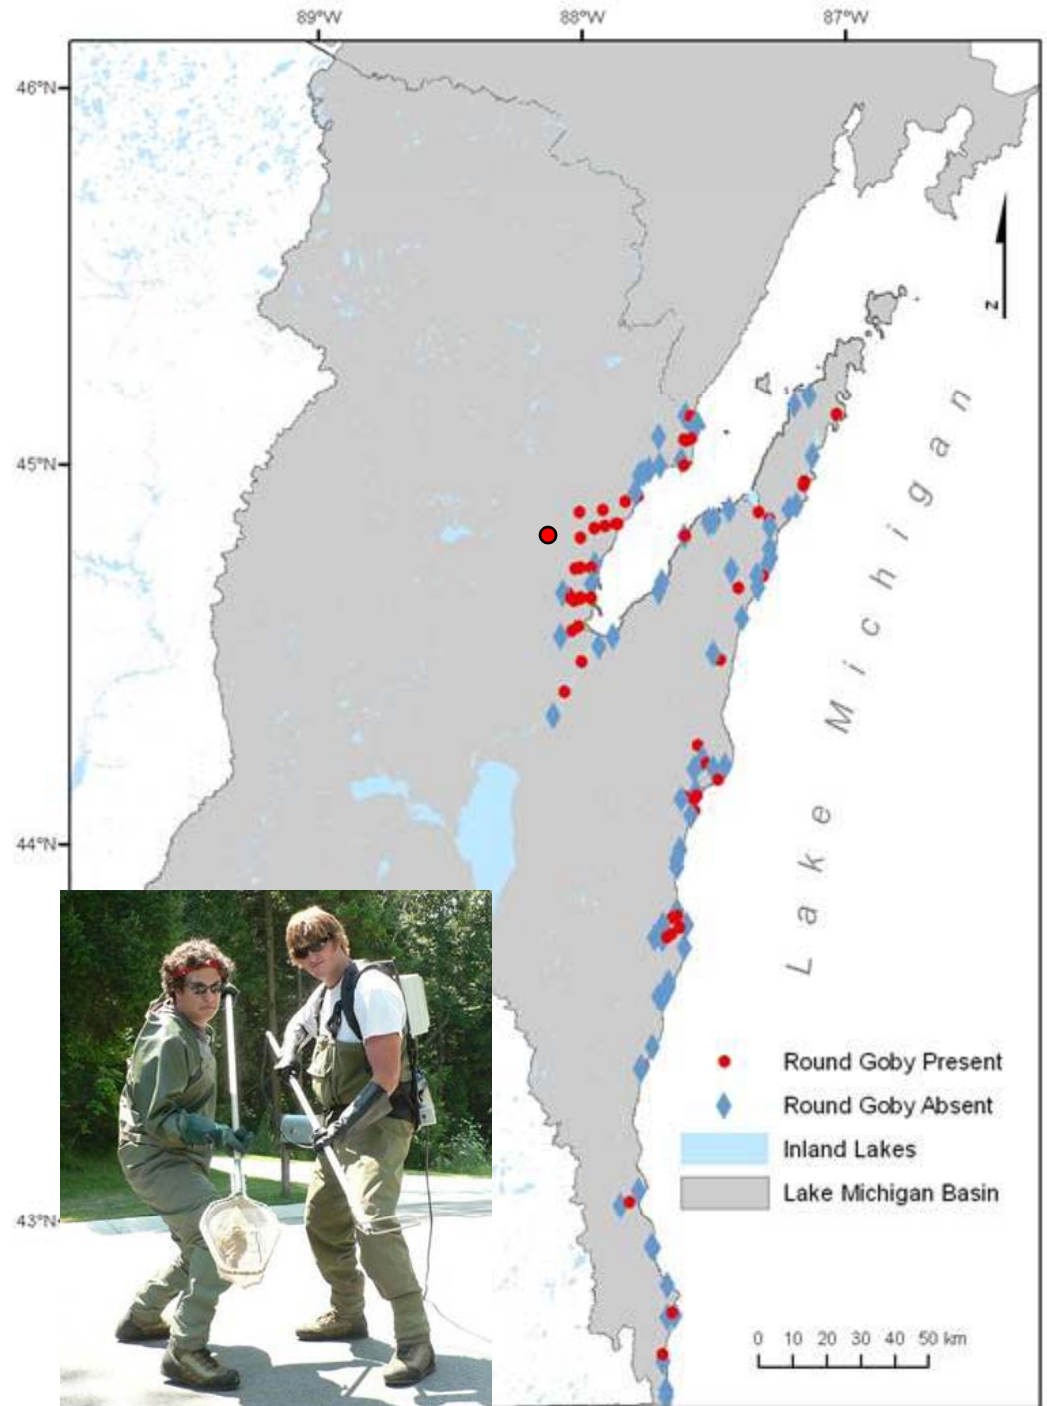 89°W 88°W 87°W
46°N
45°N
44°N
43°N
z
Lake Michigan
Round Goby Present
Round Goby Absent
Inland Lakes
Lake Michigan Basin
0 10 20 30 40 50 km